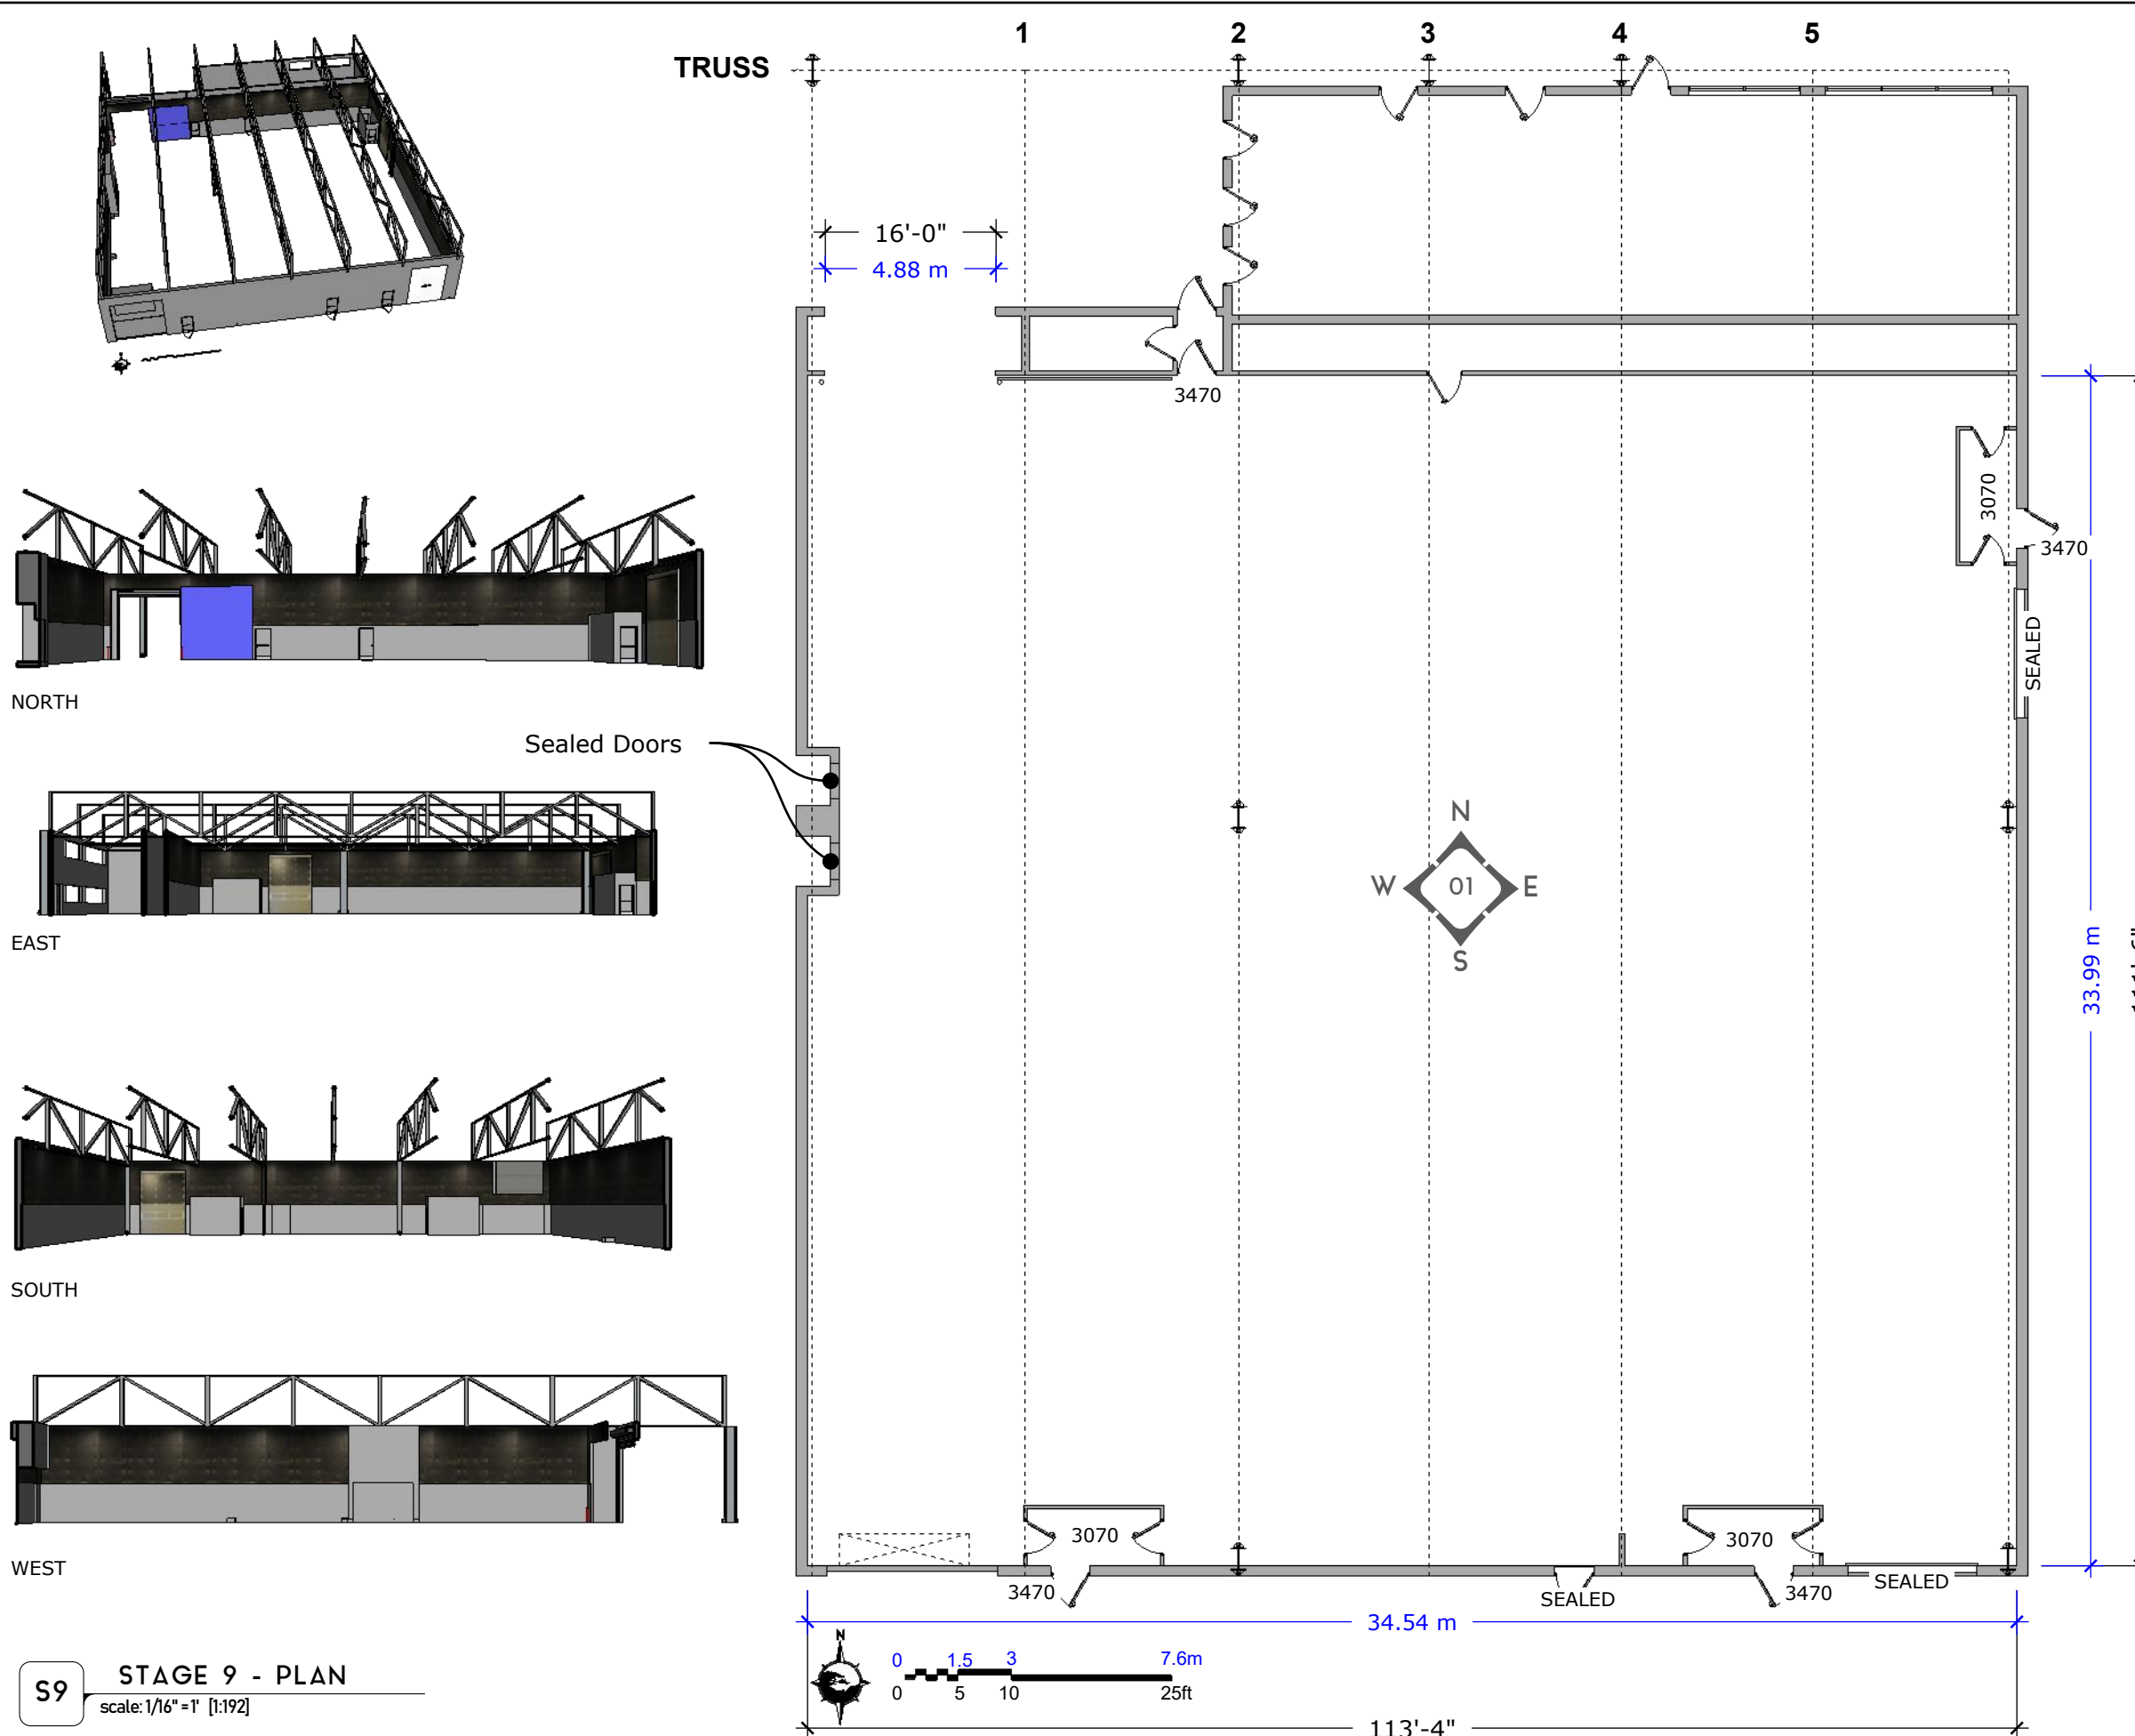 TRUSS
1 2 3 4 5
16'-0"
4.88 m
3470
3070
3470
SEALED
NORTH
Sealed Doors
N
W 01 E
S
EAST
33.99 m
SOUTH
WEST
3070
3070
3470
SEALED
3470
SEALED
34.54 m
N
0 1.5 3 7.6m
0 5 10 25ft
113'-4"
S9
STAGE 9 - PLAN
scale: 1/16" = 1' [1:192]